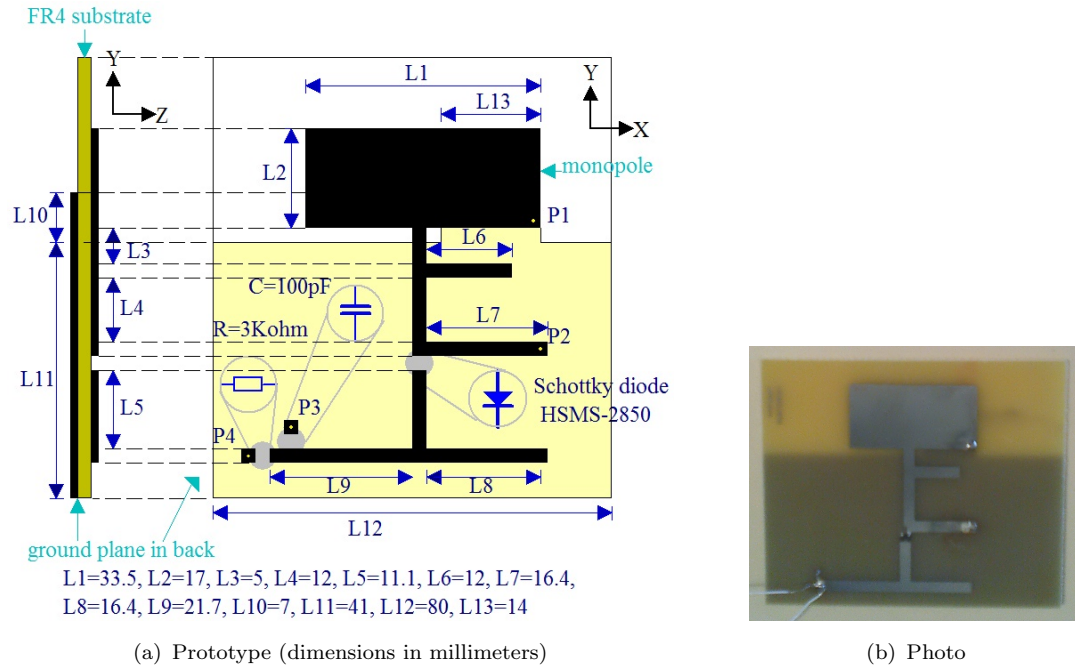 FR4 substrate
Y
Z
L1
L13
Y
X
L2
monopole
P1
L10
L3
L6
C=100pF
L4
R=3Kohm
L7
P2
L11
Schottky diode
HSMS-2850
L5
P3
P4
L9
L8
L12
ground plane in back
L1=33.5, L2=17, L3=5, L4=12, L5=11.1, L6=12, L7=16.4,
L8=16.4, L9=21.7, L10=7, L11=41, L12=80, L13=14
(a) Prototype (dimensions in millimeters)
(b) Photo